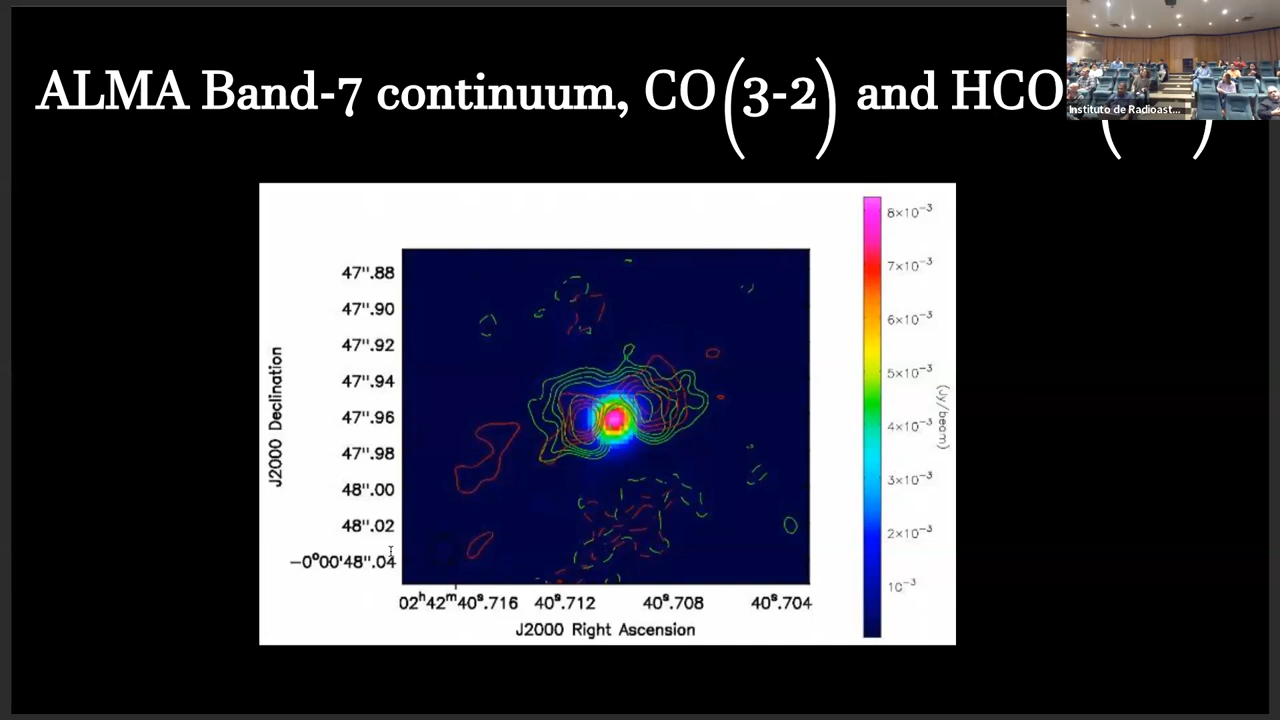 ALMA Band-7 continuum, CO(3-2) and HCO
Instituto de Radioast...
8×10⁻³
47".88
7×10⁻³
47".90
6×10⁻³
47".92
5×10⁻³
47".94
47".96
4×10⁻³
(Jy/beam)
J2000 Declination
47".98
3×10⁻³
48".00
48".02
2×10⁻³
−0°00'48".04
10⁻³
02ʰ42ᵐ40ˢ.716 40ˢ.712 40ˢ.708 40ˢ.704
J2000 Right Ascension